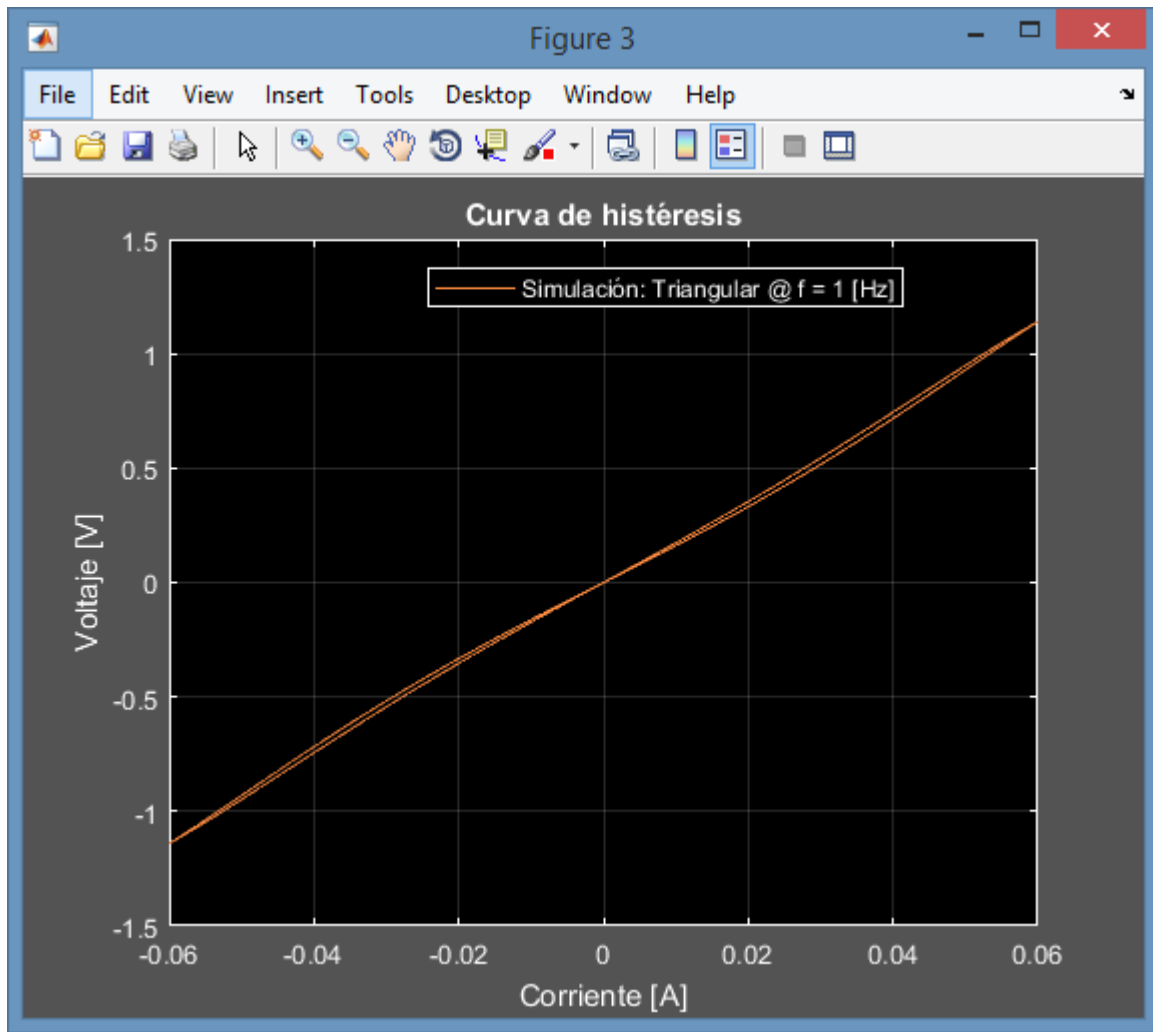 Figure 3
File Edit View Insert Tools Desktop Window Help
Curva de histéresis
Simulación: Triangular @ f = 1 [Hz]
1.5
1
0.5
0
-0.5
-1
-1.5
Voltaje [V]
-0.06 -0.04 -0.02 0 0.02 0.04 0.06
Corriente [A]